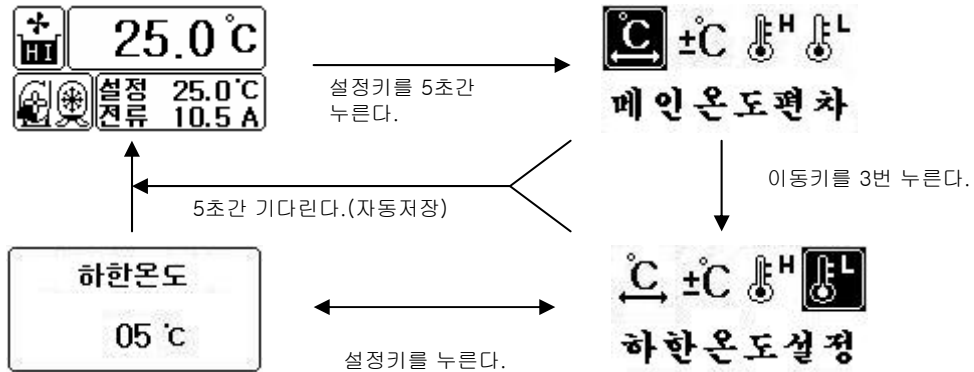 HI
25.0℃
설정 25.0℃
전류 10.5 A
설정키를 5초간
누른다.
℃ ±℃ H L
메인온도편차
이동키를 3번 누른다.
5초간 기다린다.(자동저장)
하한온도
05 ℃
설정키를 누른다.
℃ ±℃ H L
하한온도설정